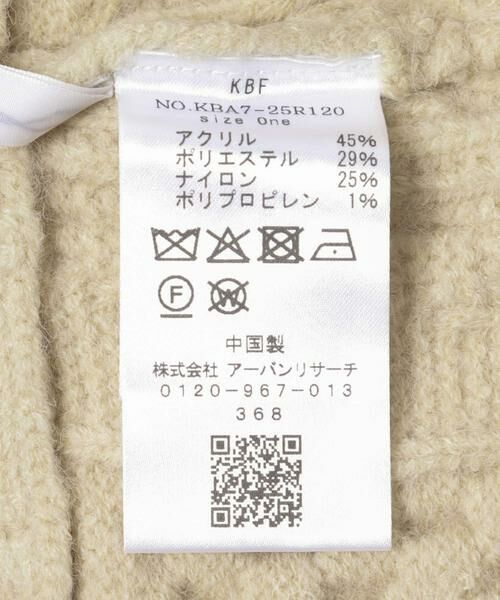 KBF
NO.KBA7-25R120
size One
アクリル 45%
ポリエステル 29%
ナイロン 25%
ポリプロピレン 1%
F W
中国製
株式会社 アーバンリサーチ
0120-967-013
368